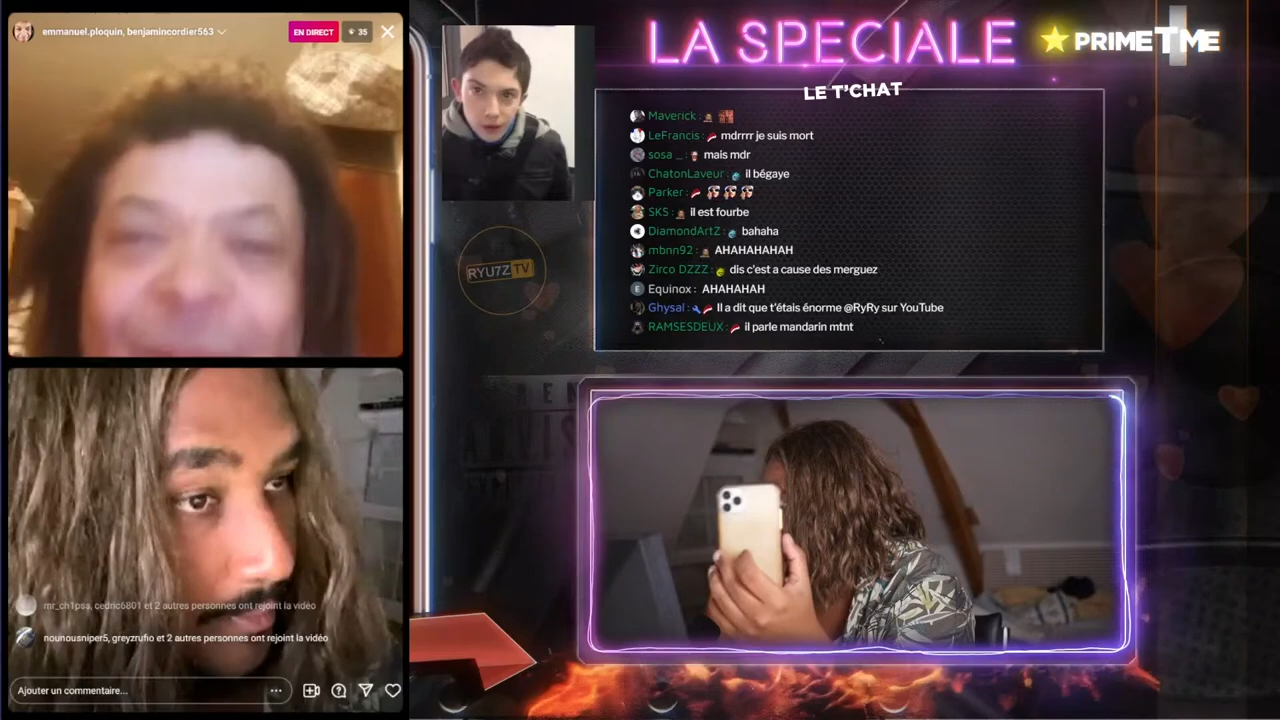 emmanuel.ploquin, benjamincordier563
EN DIRECT
35
mr_ch1pss, cedric6801 et 2 autres personnes ont rejoint la vidéo
nounousniper5, greyzrufio et 2 autres personnes ont rejoint la vidéo
Ajouter un commentaire...
LA SPECIALE
PRIMETIME
LE T'CHAT
Maverick :
LeFrancis : mdrrrr je suis mort
sosa _ : mais mdr
ChatonLaveur : il bégaye
Parker :
SKS : il est fourbe
DiamondArtZ : bahaha
mbnn92 : AHAHAHAHAH
Zirco DZZZ : dis c'est a cause des merguez
E Equinox : AHAHAHAH
Ghysal : Il a dit que t'étais énorme @RyRy sur YouTube
RAMSESDEUX : il parle mandarin mtnt
RYU7Z TV